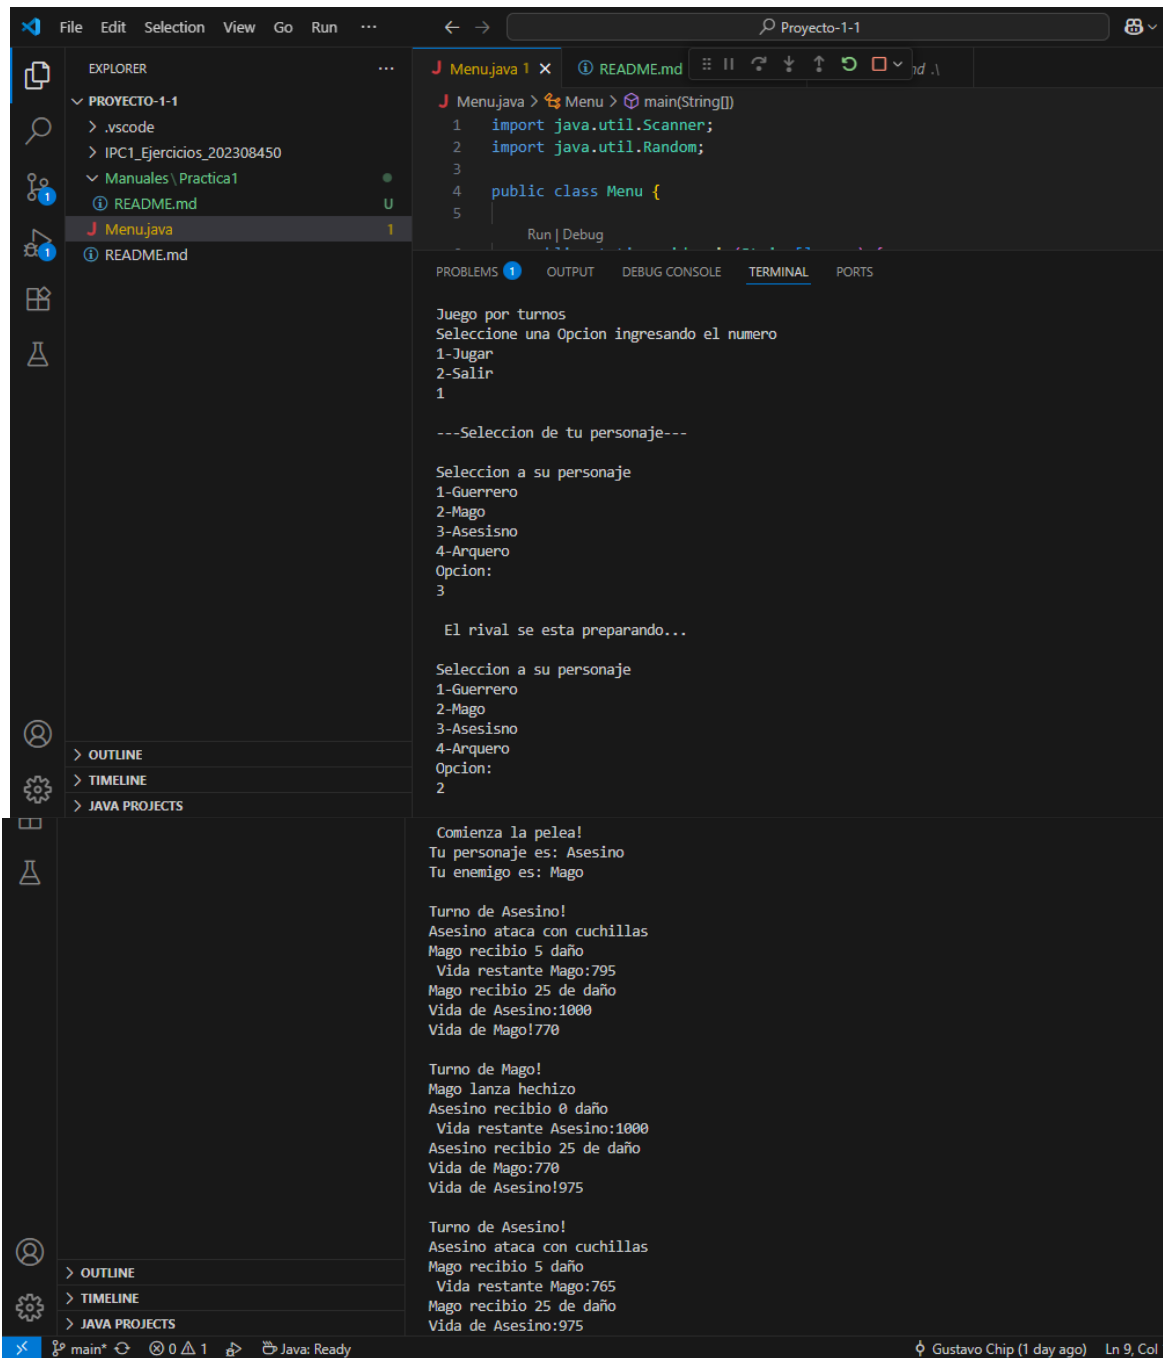 File Edit Selection View Go Run ··· Proyecto-1-1
EXPLORER ···
PROYECTO-1-1
.vscode
IPC1_Ejercicios_202308450
Manuales\Practica1
README.md U
Menu.java 1
README.md
OUTLINE
TIMELINE
JAVA PROJECTS
Menu.java 1 README.md nd .\
Menu.java > Menu > main(String[])
1 import java.util.Scanner;
2 import java.util.Random;
3
4 public class Menu {
5
Run | Debug
PROBLEMS 1 OUTPUT DEBUG CONSOLE TERMINAL PORTS
Juego por turnos
Seleccione una Opcion ingresando el numero
1-Jugar
2-Salir
1
---Seleccion de tu personaje---
Seleccion a su personaje
1-Guerrero
2-Mago
3-Asesisno
4-Arquero
Opcion:
3
El rival se esta preparando...
Seleccion a su personaje
1-Guerrero
2-Mago
3-Asesisno
4-Arquero
Opcion:
2
Comienza la pelea!
Tu personaje es: Asesino
Tu enemigo es: Mago
Turno de Asesino!
Asesino ataca con cuchillas
Mago recibio 5 daño
Vida restante Mago:795
Mago recibio 25 de daño
Vida de Asesino:1000
Vida de Mago!770
Turno de Mago!
Mago lanza hechizo
Asesino recibio 0 daño
Vida restante Asesino:1000
Asesino recibio 25 de daño
Vida de Mago:770
Vida de Asesino!975
Turno de Asesino!
Asesino ataca con cuchillas
Mago recibio 5 daño
Vida restante Mago:765
Mago recibio 25 de daño
Vida de Asesino:975
OUTLINE
TIMELINE
JAVA PROJECTS
main* 0 1 Java: Ready Gustavo Chip (1 day ago) Ln 9, Col